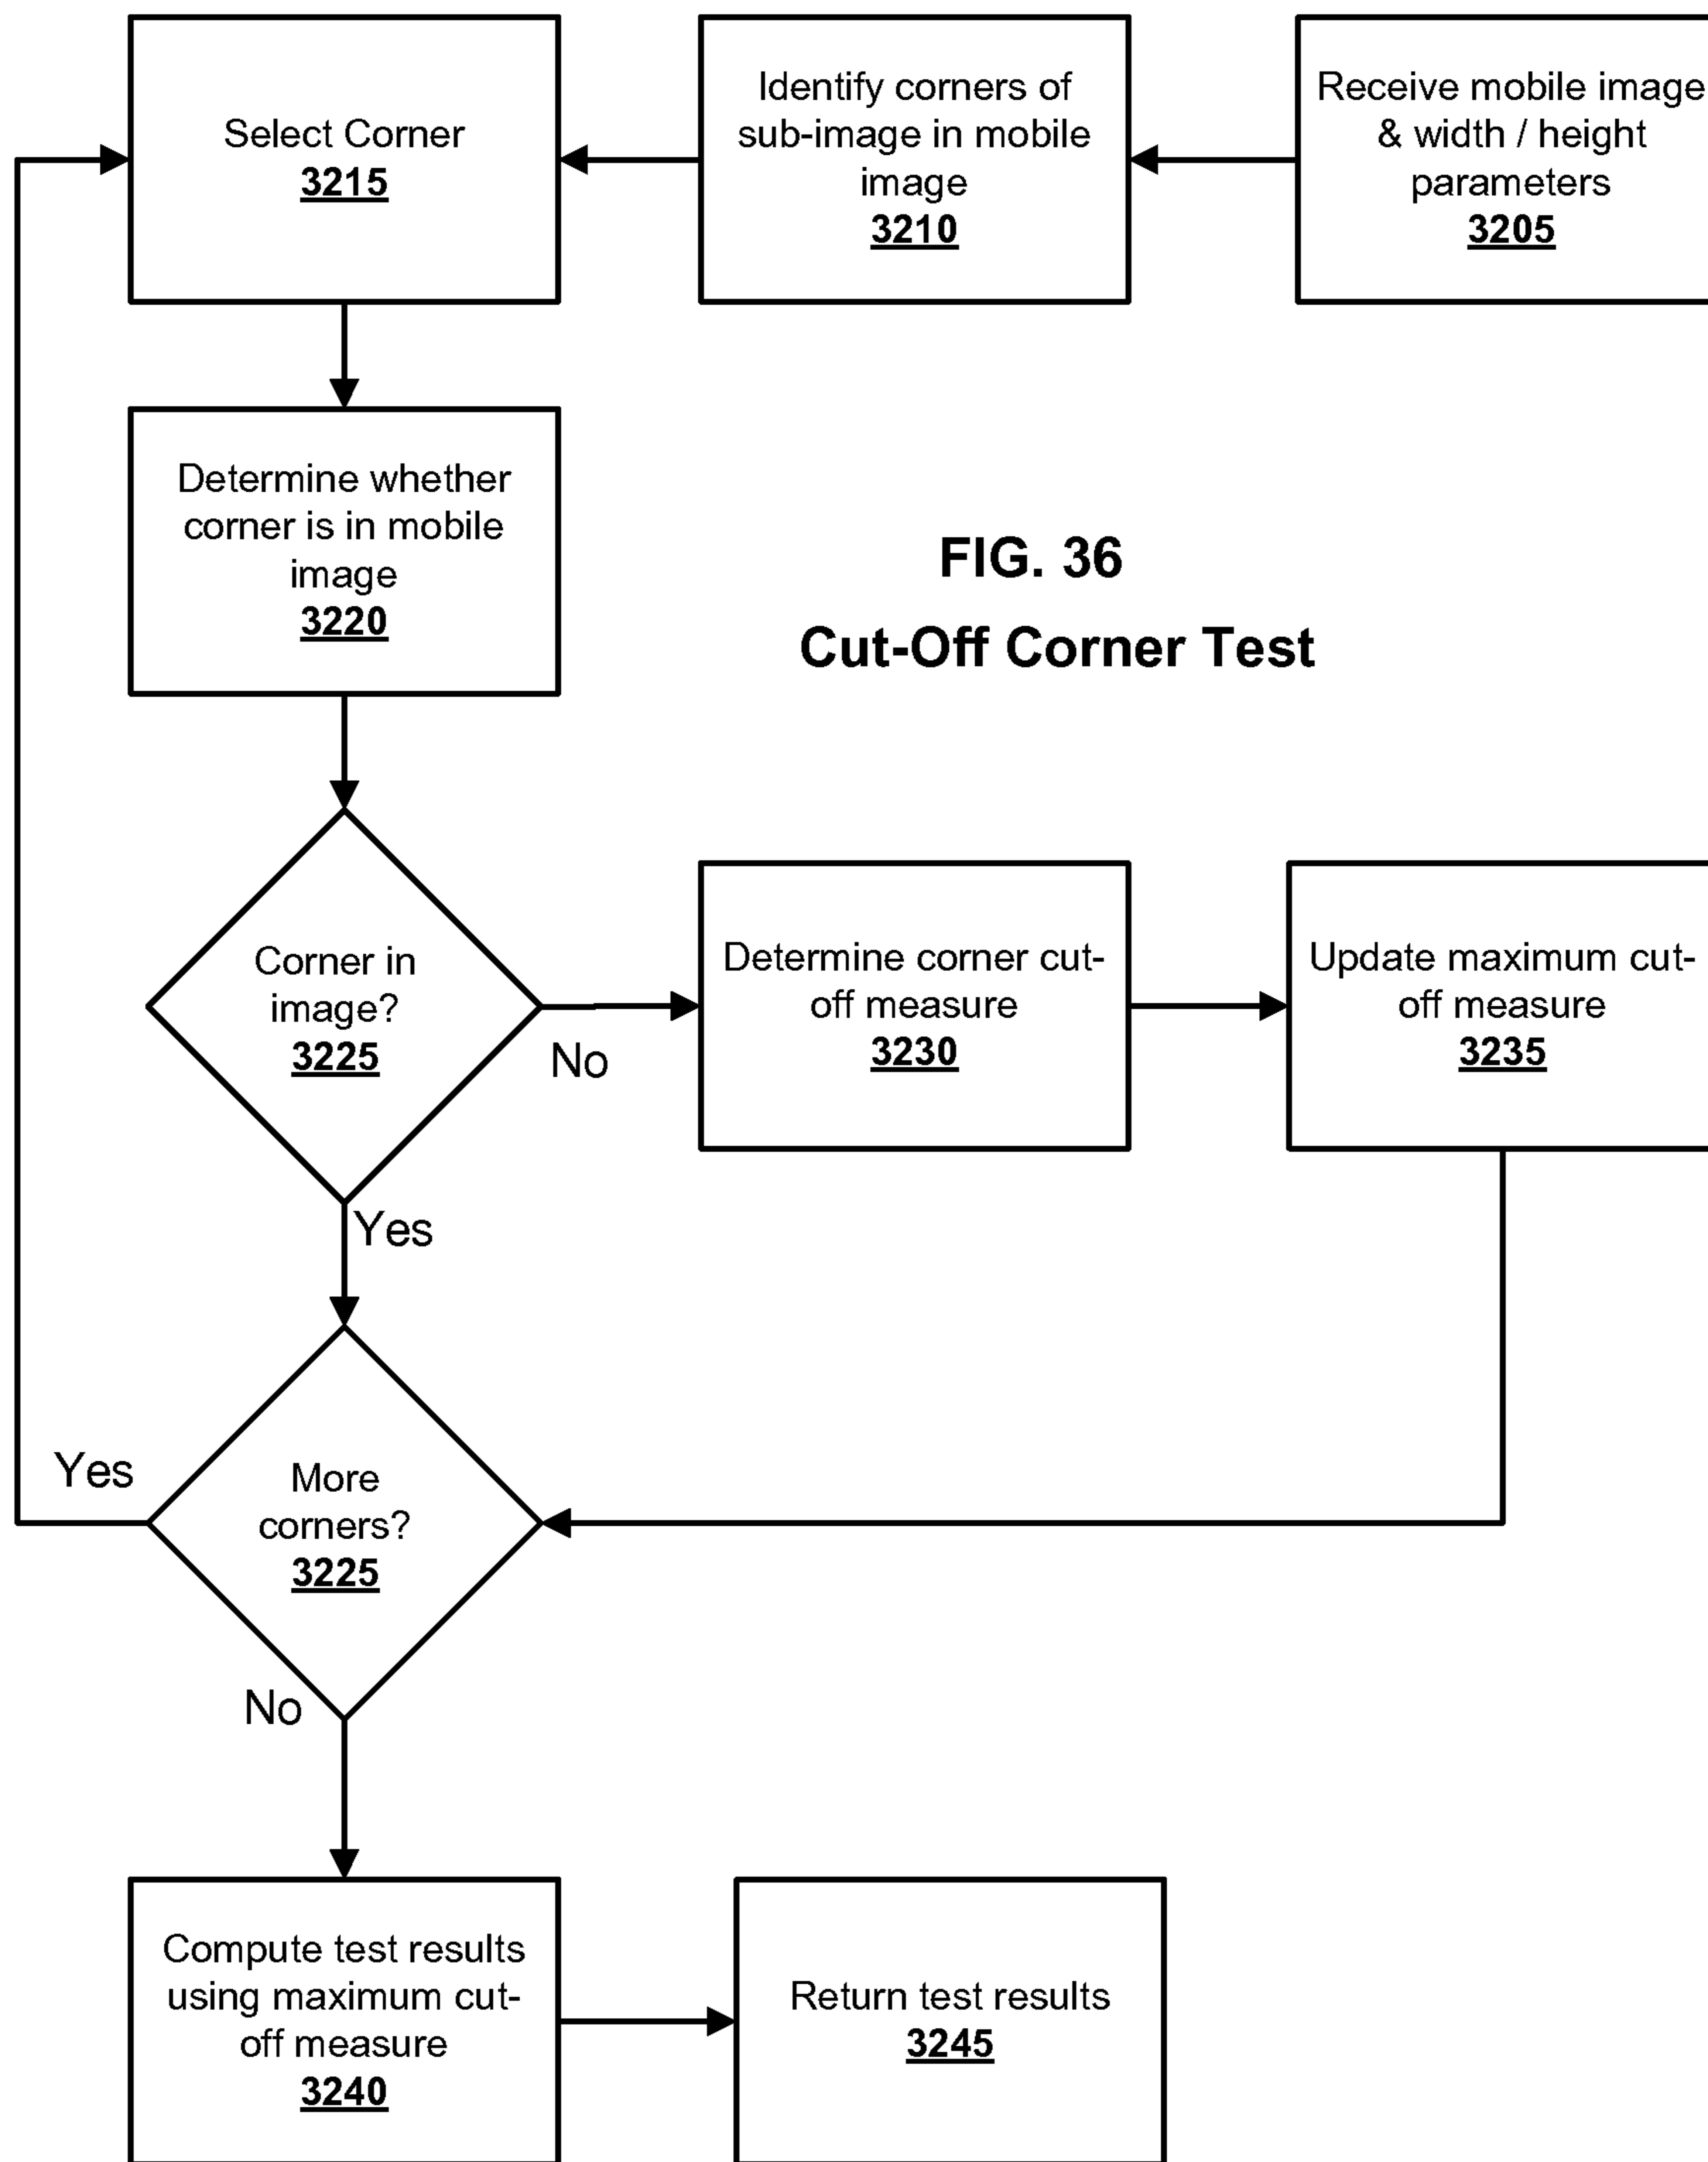 Select Corner
3215
Identify corners of
sub-image in mobile
image
3210
Receive mobile image
& width / height
parameters
3205
Determine whether
corner is in mobile
image
3220
FIG. 36
Cut-Off Corner Test
Corner in
image?
3225
No
Yes
Determine corner cut-
off measure
3230
Update maximum cut-
off measure
3235
More
corners?
3225
Yes
No
Compute test results
using maximum cut-
off measure
3240
Return test results
3245